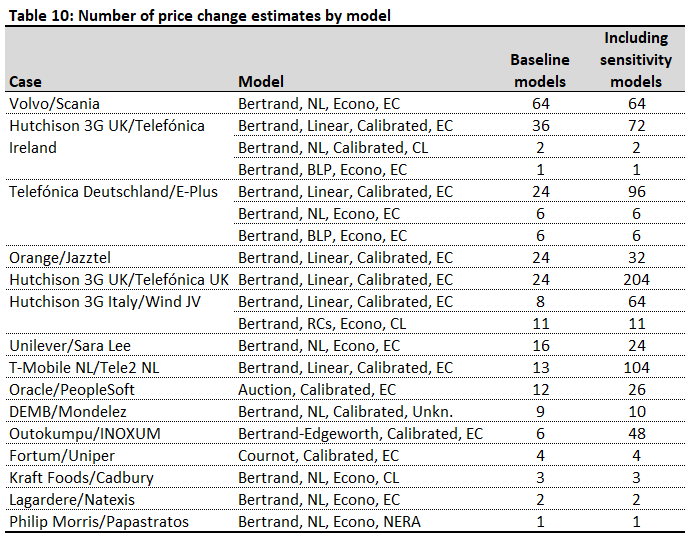 Table 10: Number of price change estimates by model
Case Model Baseline models Including sensitivity models
Volvo/Scania Bertrand, NL, Econo, EC 64 64
Hutchison 3G UK/Telefónica Bertrand, Linear, Calibrated, EC 36 72
Ireland Bertrand, NL, Calibrated, CL 2 2
Bertrand, BLP, Econo, EC 1 1
Telefónica Deutschland/E-Plus Bertrand, Linear, Calibrated, EC 24 96
Bertrand, NL, Econo, EC 6 6
Bertrand, BLP, Econo, EC 6 6
Orange/Jazztel Bertrand, Linear, Calibrated, EC 24 32
Hutchison 3G UK/Telefónica UK Bertrand, Linear, Calibrated, EC 24 204
Hutchison 3G Italy/Wind JV Bertrand, Linear, Calibrated, EC 8 64
Bertrand, RCs, Econo, CL 11 11
Unilever/Sara Lee Bertrand, NL, Econo, EC 16 24
T-Mobile NL/Tele2 NL Bertrand, Linear, Calibrated, EC 13 104
Oracle/PeopleSoft Auction, Calibrated, EC 12 26
DEMB/Mondelez Bertrand, NL, Calibrated, Unkn. 9 10
Outokumpu/INOXUM Bertrand-Edgeworth, Calibrated, EC 6 48
Fortum/Uniper Cournot, Calibrated, EC 4 4
Kraft Foods/Cadbury Bertrand, NL, Econo, CL 3 3
Lagardere/Natexis Bertrand, NL, Econo, EC 2 2
Philip Morris/Papastratos Bertrand, NL, Econo, NERA 1 1